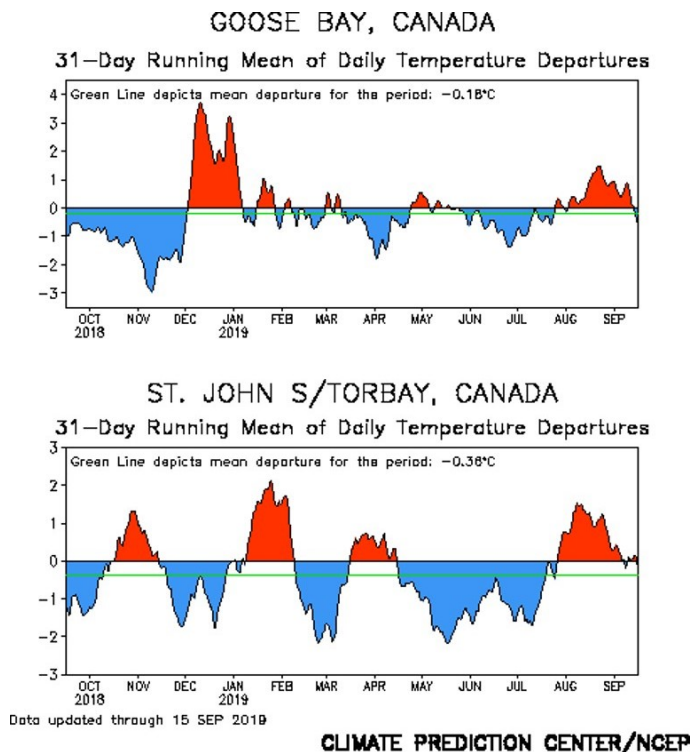 GOOSE BAY, CANADA
31-Day Running Mean of Daily Temperature Departures
Green Line depicts mean departure for the period: -0.18°C
4
3
2
1
0
-1
-2
-3
OCT NOV DEC JAN FEB MAR APR MAY JUN JUL AUG SEP
2018 2019
ST. JOHN S/TORBAY, CANADA
31-Day Running Mean of Daily Temperature Departures
3
Green Line depicts mean departure for the period: -0.36°C
2
1
0
-1
-2
-3
OCT NOV DEC JAN FEB MAR APR MAY JUN JUL AUG SEP
2018 2019
Data updated through 15 SEP 2019
CLIMATE PREDICTION CENTER/NCEP